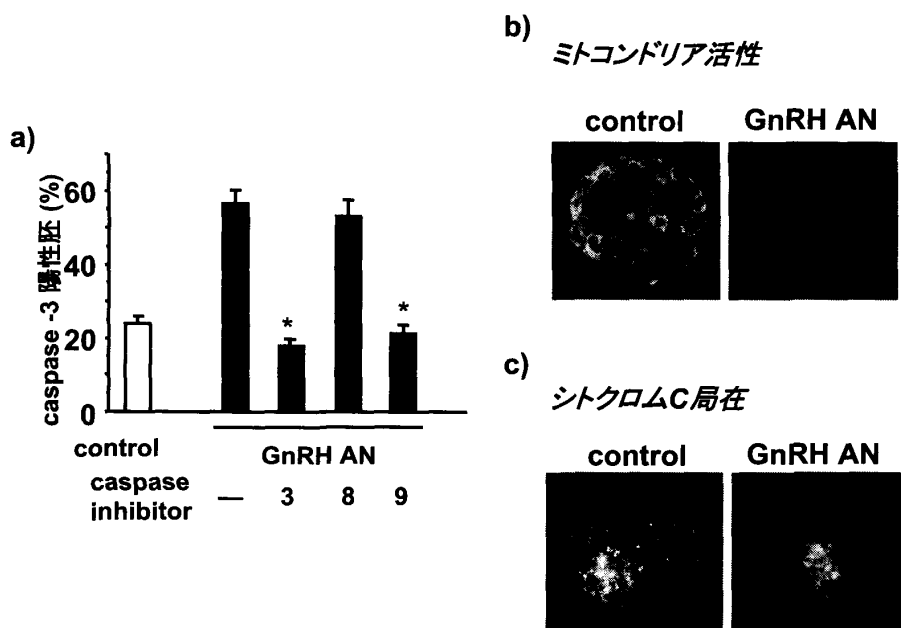 a)
caspase -3 陽性胚 (%)
60
40
20
0
* *
control
GnRH AN
caspase inhibitor
— 3 8 9
b)
ミトコンドリア活性
control GnRH AN
c)
シトクロムC局在
control GnRH AN